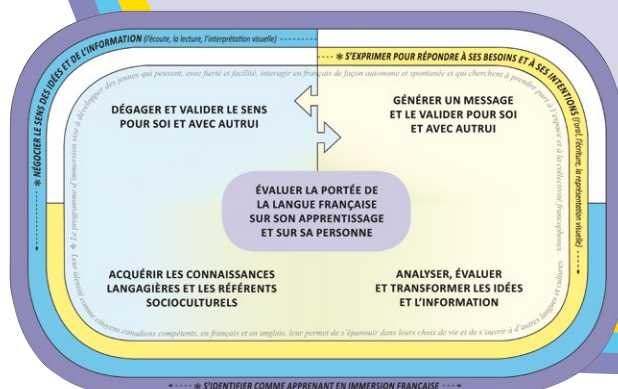 * NÉGOCIER LE SENS DES IDÉES ET DE L'INFORMATION (l'écoute, la lecture, l'interprétation visuelle)
* S'EXPRIMER POUR RÉPONDRE À SES BESOINS ET À SES INTENTIONS (l'oral, l'écriture, la représentation visuelle)
Le programme d'immersion vise à développer des jeunes qui peuvent, avec fierté et facilité, interagir en français de façon autonome et spontanée et qui cherchent à prendre part à l'espace et à la collectivité francophones.
DÉGAGER ET VALIDER LE SENS
POUR SOI ET AVEC AUTRUI
GÉNÉRER UN MESSAGE
ET LE VALIDER POUR SOI
ET AVEC AUTRUI
ÉVALUER LA PORTÉE DE
LA LANGUE FRANÇAISE
SUR SON APPRENTISSAGE
ET SUR SA PERSONNE
ACQUÉRIR LES CONNAISSANCES
LANGAGIÈRES ET LES RÉFÉRENTS
SOCIOCULTURELS
ANALYSER, ÉVALUER
ET TRANSFORMER LES IDÉES
ET L'INFORMATION
Leur identité comme citoyens canadiens compétents, en français et en anglais, leur permet de s'épanouir dans leurs choix de vie et de s'ouvrir à d'autres langues et cultures.
* S'IDENTIFIER COMME APPRENANT EN IMMERSION FRANÇAISE